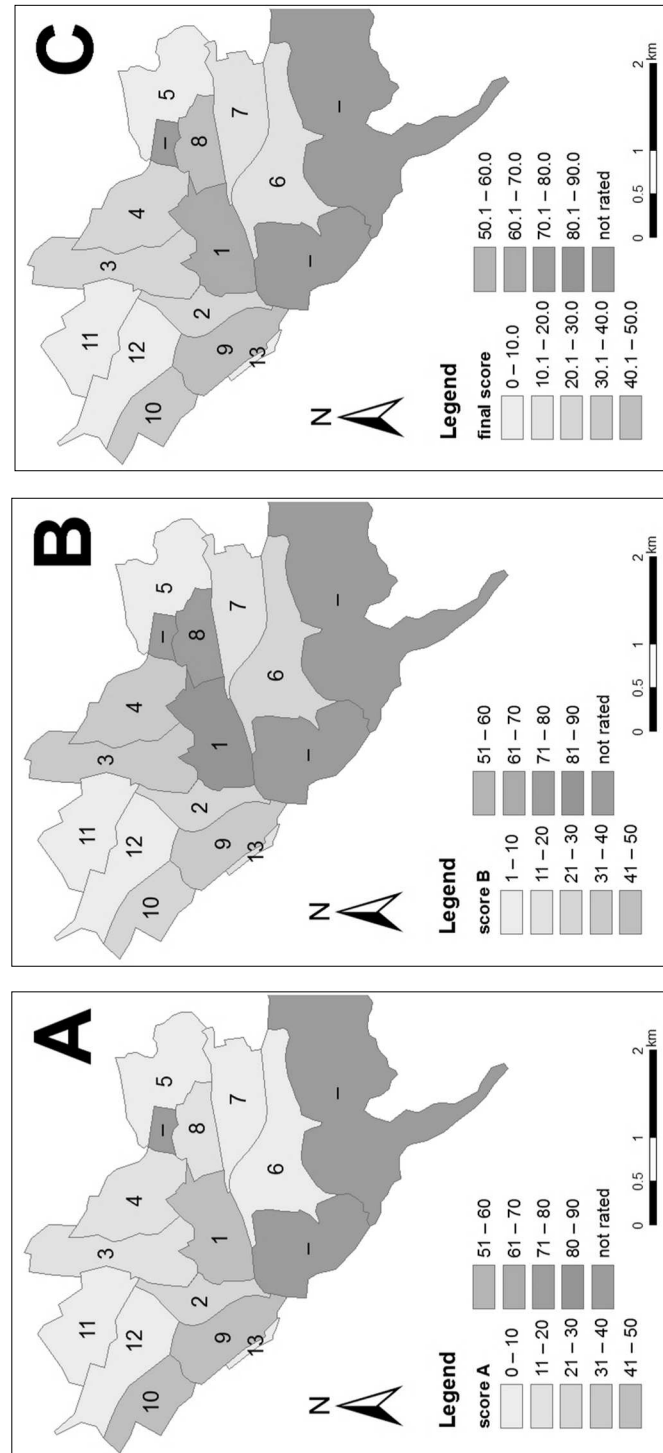 A
11
3
12
4
10
5
–
8
2
1
9
7
13
6
–
–
N
Legend
score A
0 – 10
11 – 20
21 – 30
31 – 40
41 – 50
51 – 60
61 – 70
71 – 80
80 – 90
not rated
0 0.5 1 2
km
B
11
3
12
4
10
5
–
8
2
1
9
7
13
6
–
–
N
Legend
score B
1 – 10
11 – 20
21 – 30
31 – 40
41 – 50
51 – 60
61 – 70
71 – 80
81 – 90
not rated
0 0.5 1 2
km
C
11
3
12
4
10
5
–
8
2
1
9
7
13
6
–
–
N
Legend
final score
0 – 10.0
10.1 – 20.0
20.1 – 30.0
30.1 – 40.0
40.1 – 50.0
50.1 – 60.0
60.1 – 70.0
70.1 – 80.0
80.1 – 90.0
not rated
0 0.5 1 2
km